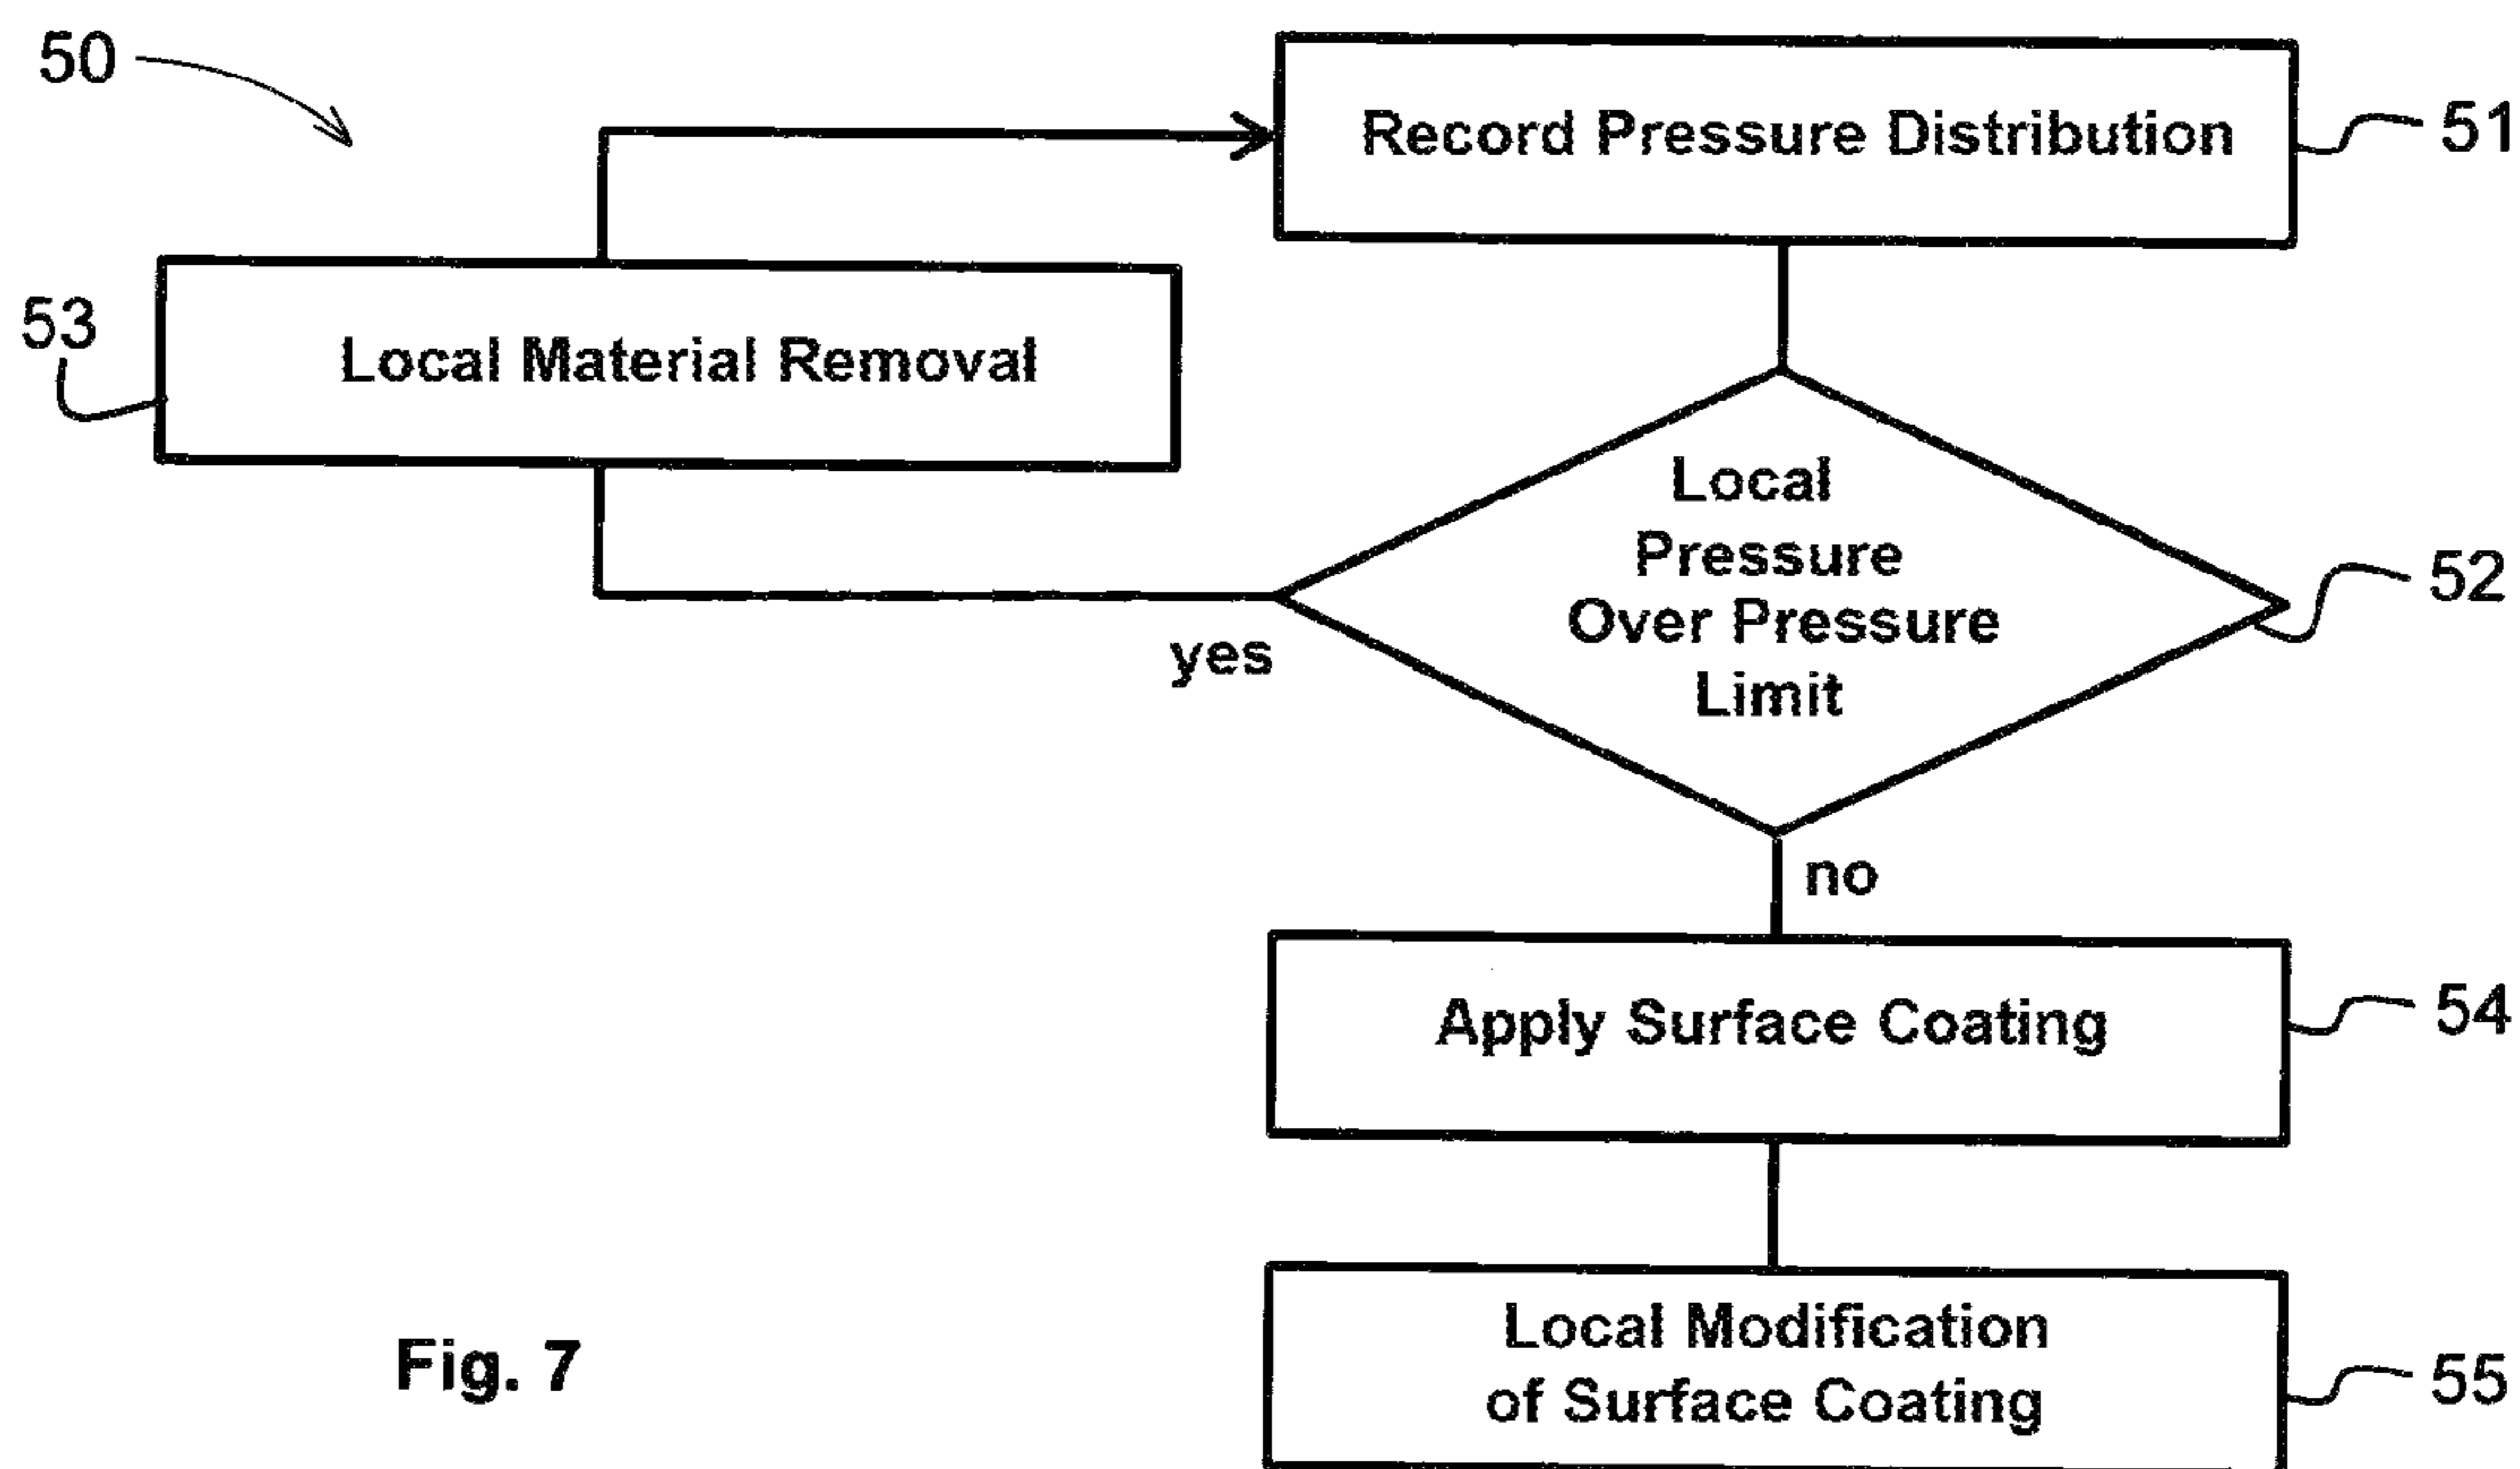 50
Record Pressure Distribution
51
53
Local Material Removal
Local
Pressure
Over Pressure
Limit
52
yes
no
Apply Surface Coating
54
Local Modification
of Surface Coating
55
Fig. 7